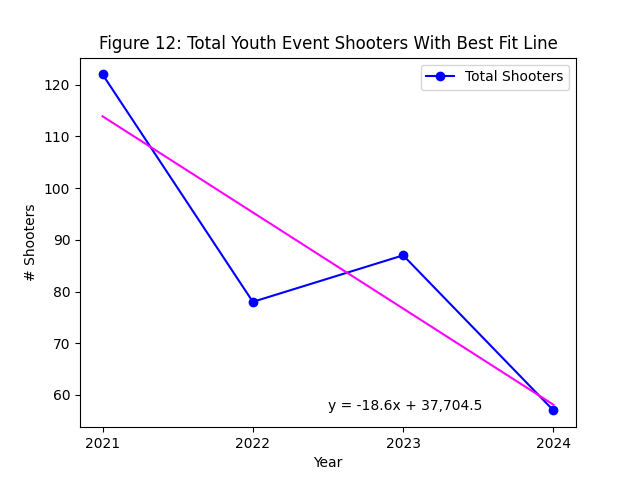 Figure 12: Total Youth Event Shooters With Best Fit Line
Total Shooters
120
110
100
90
80
70
60
# Shooters
y = -18.6x + 37,704.5
2021 2022 2023 2024
Year